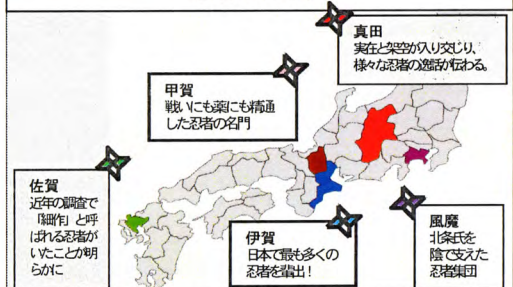 真田
実在と架空が入り交じり、
様々な忍者の逸話が伝わる。
甲賀
戦いにも薬にも精通
した忍者の名門
佐賀
近年の調査で
「細作」と呼
ばれる忍者が
いたことが明
らかに
伊賀
日本で最も多くの
忍者を輩出！
風魔
北条氏を
陰で支えた
忍者集団